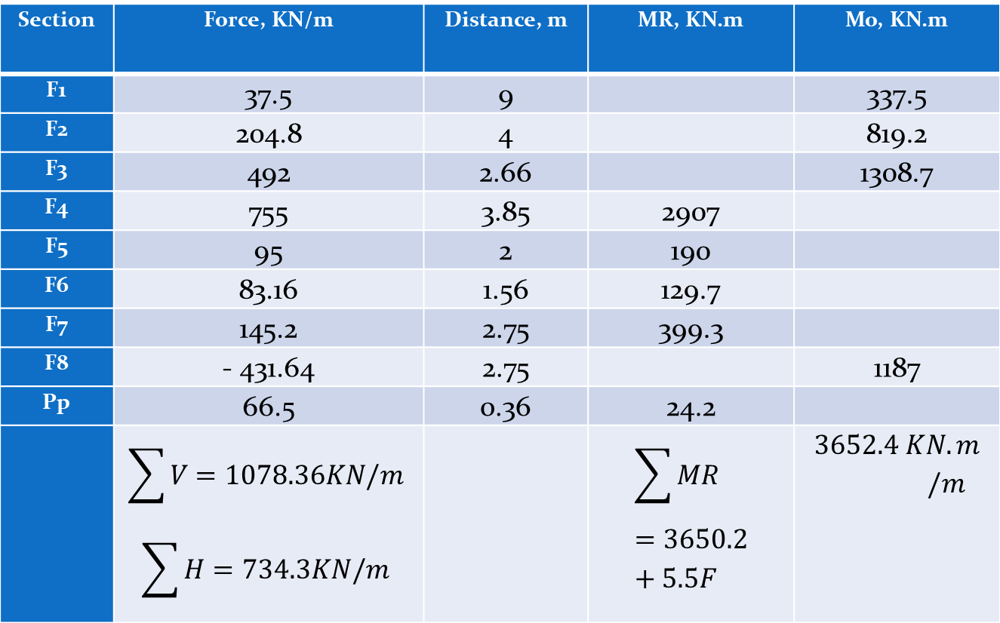 Section Force, KN/m Distance, m MR, KN.m Mo, KN.m
F1 37.5 9 337.5
F2 204.8 4 819.2
F3 492 2.66 1308.7
F4 755 3.85 2907
F5 95 2 190
F6 83.16 1.56 129.7
F7 145.2 2.75 399.3
F8 - 431.64 2.75 1187
Pp 66.5 0.36 24.2
∑ V = 1078.36KN/m
∑ H = 734.3KN/m
∑ MR
= 3650.2
+ 5.5F
3652.4 KN.m
/m